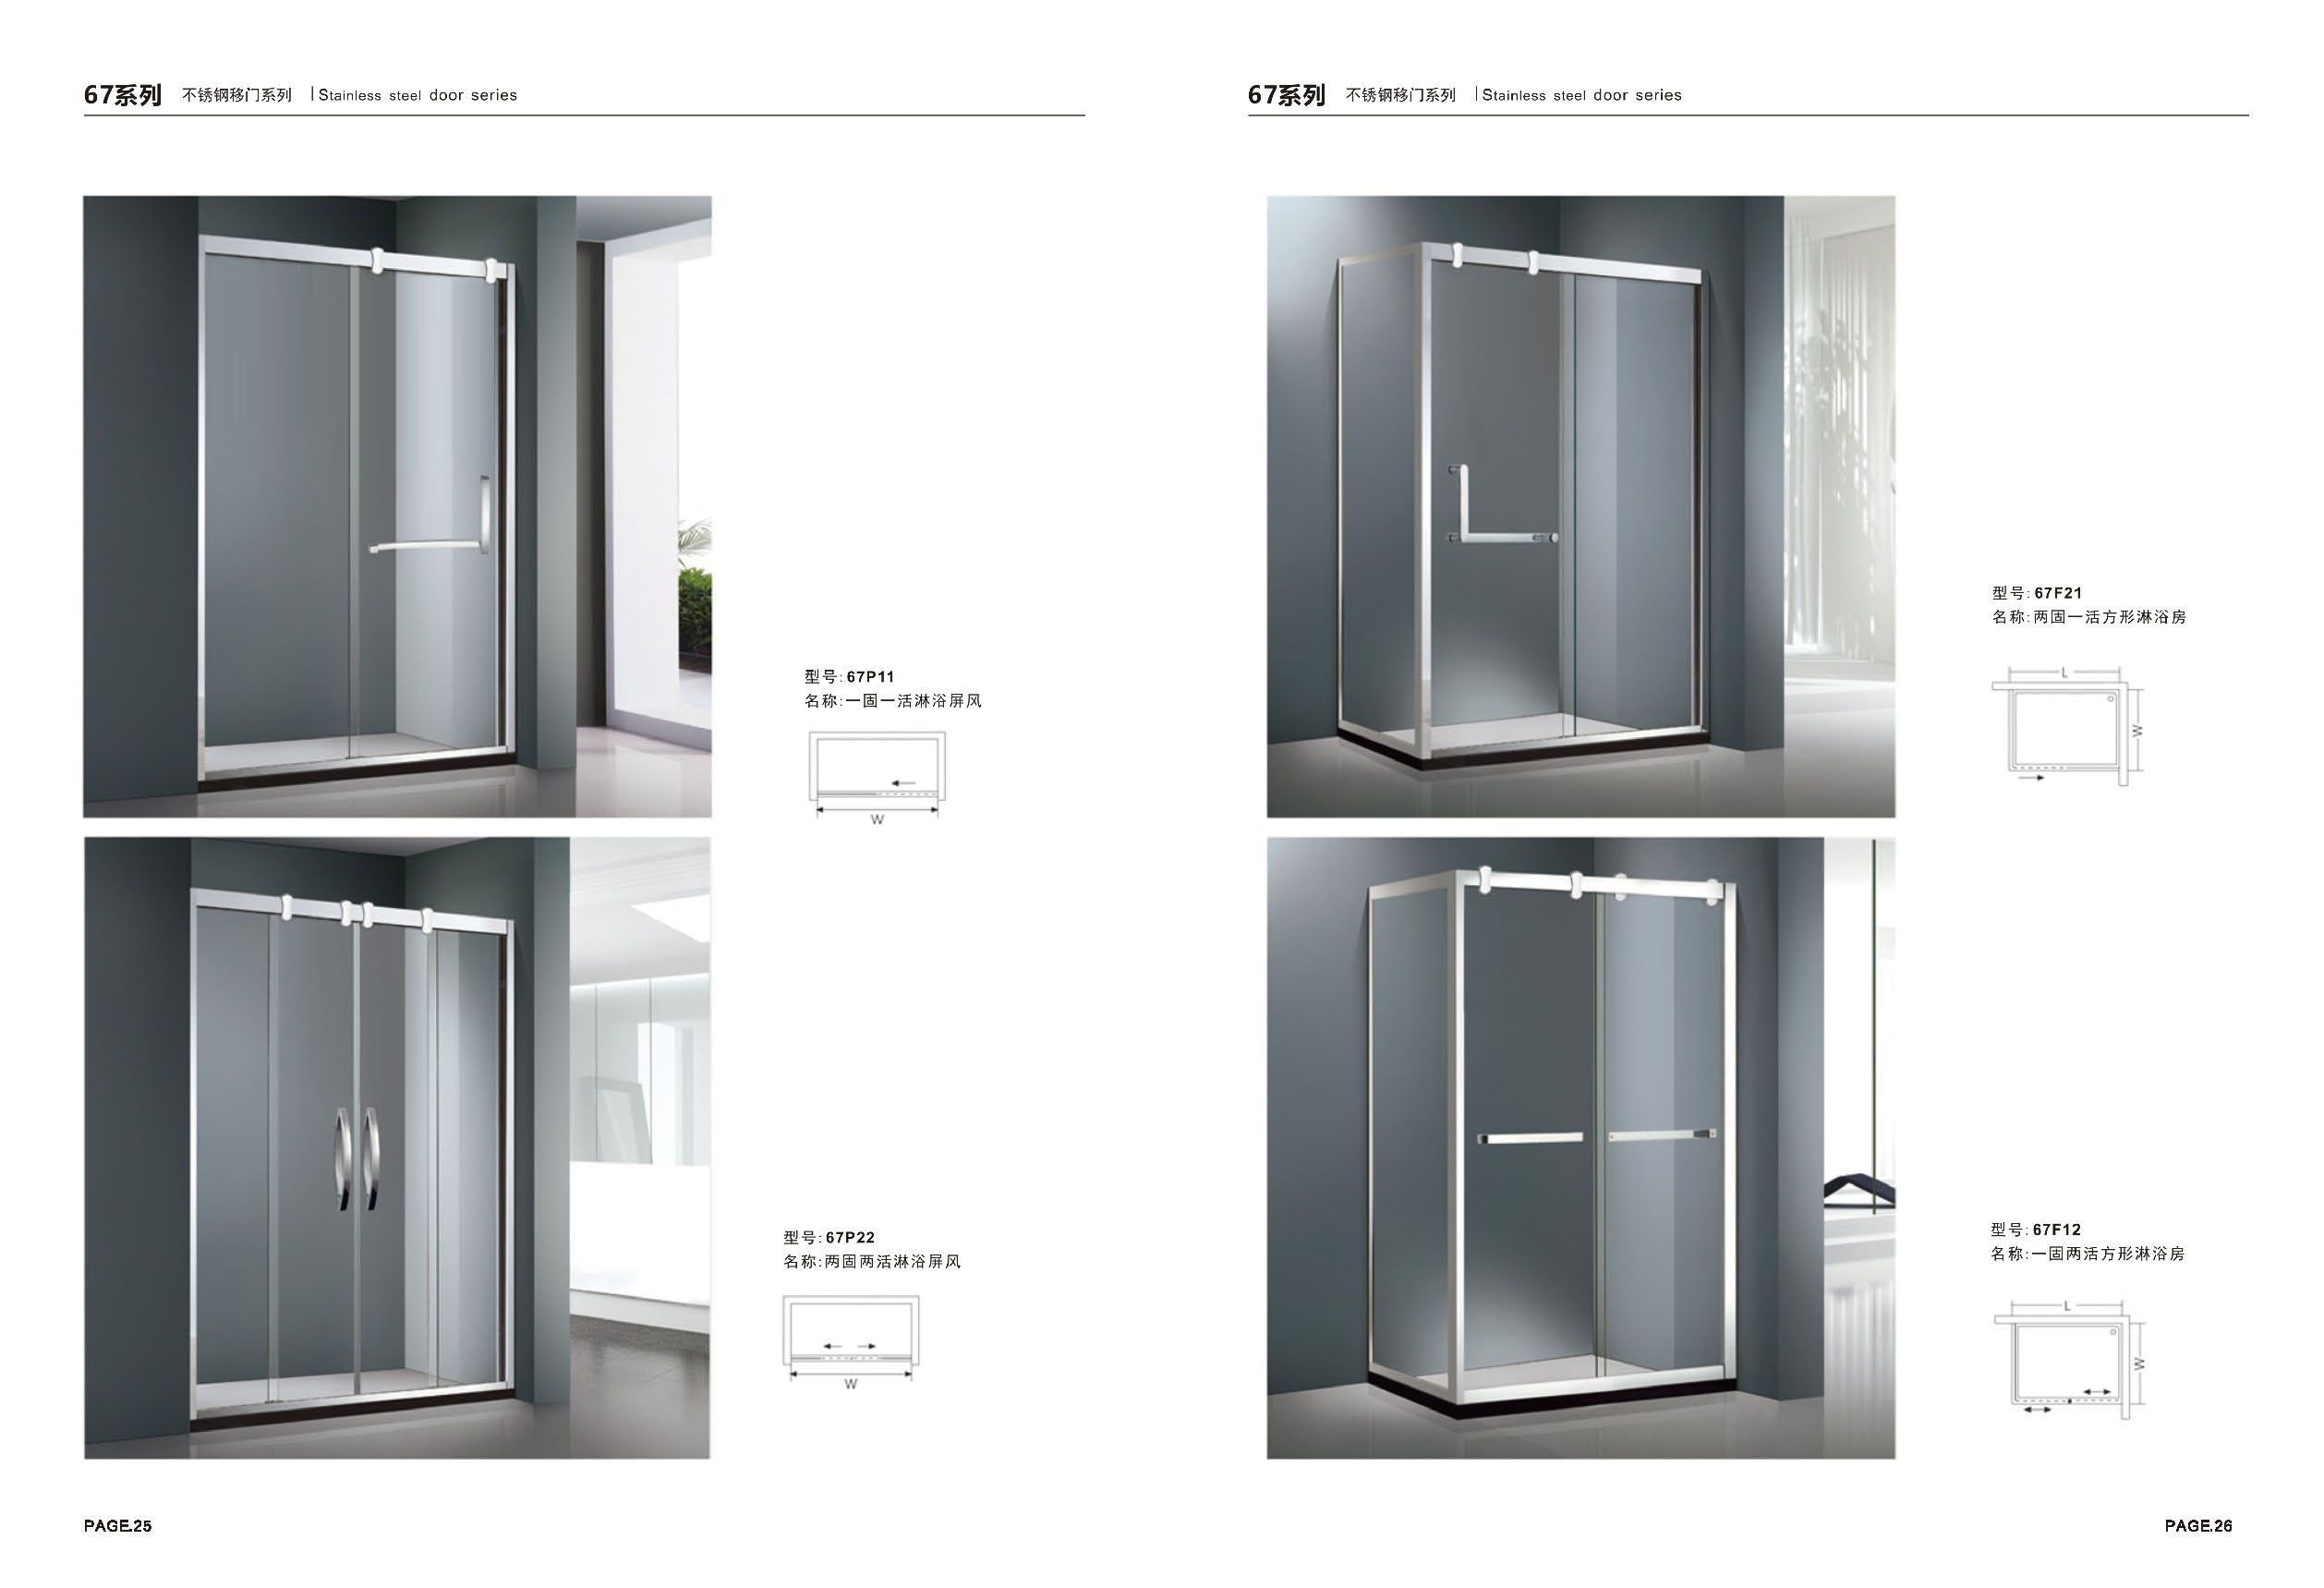 67系列 不锈钢移门系列 | Stainless steel door series
型号: 67P11
名称:一固一活淋浴屏风
W
型号: 67P22
名称:两固两活淋浴屏风
W
PAGE.25
67系列 不锈钢移门系列 | Stainless steel door series
型号: 67F21
名称:两固一活方形淋浴房
L
W
型号: 67F12
名称:一固两活方形淋浴房
L
W
PAGE.26